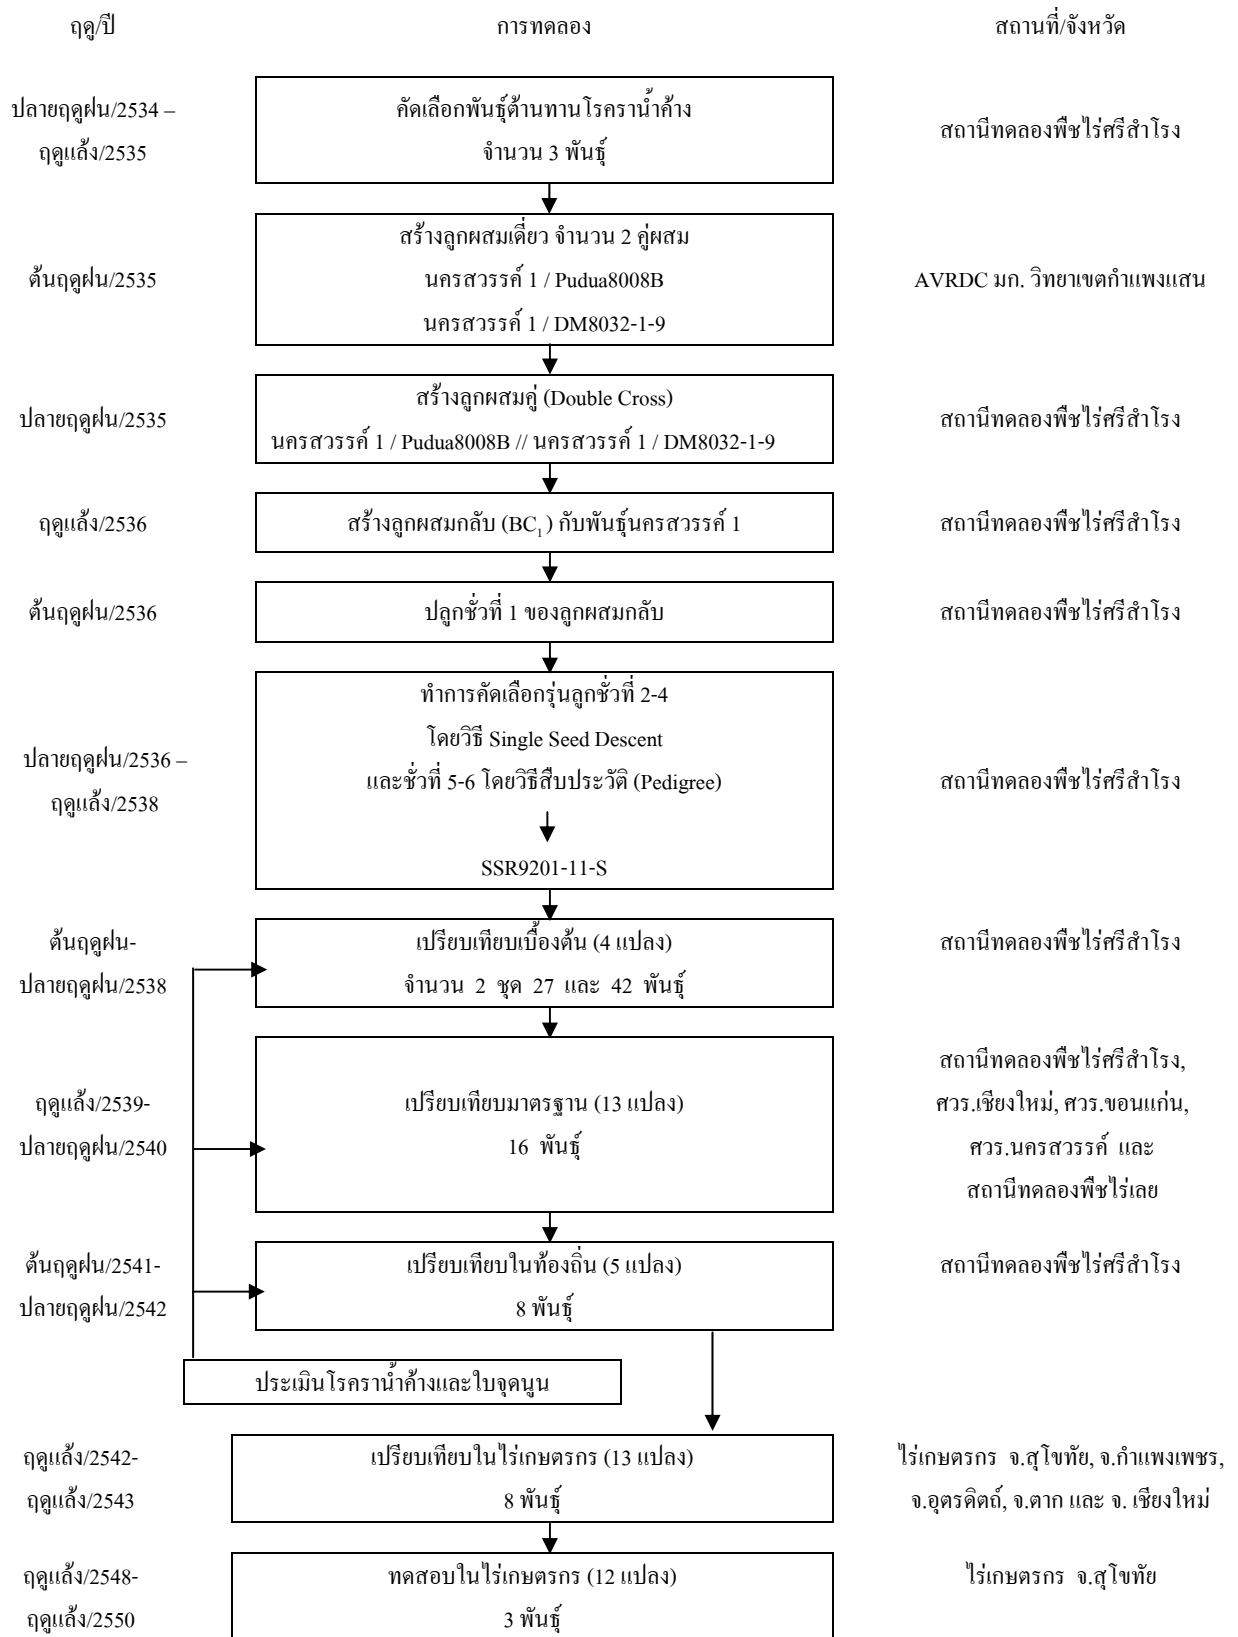 ฤดู/ปี
การทดลอง
สถานที่/จังหวัด
ปลายฤดูฝน/2534 –
ฤดูแล้ง/2535
คัดเลือกพันธุ์ต้านทานโรคราน้ำค้าง
จำนวน 3 พันธุ์
สถานีทดลองพืชไร่ศรีสำโรง
ต้นฤดูฝน/2535
สร้างลูกผสมเดี่ยว จำนวน 2 คู่ผสม
นครสวรรค์ 1 / Pudua8008B
นครสวรรค์ 1 / DM8032-1-9
AVRDC มก. วิทยาเขตกำแพงแสน
ปลายฤดูฝน/2535
สร้างลูกผสมคู่ (Double Cross)
นครสวรรค์ 1 / Pudua8008B // นครสวรรค์ 1 / DM8032-1-9
สถานีทดลองพืชไร่ศรีสำโรง
ฤดูแล้ง/2536
สร้างลูกผสมกลับ (BC₁) กับพันธุ์นครสวรรค์ 1
สถานีทดลองพืชไร่ศรีสำโรง
ต้นฤดูฝน/2536
ปลูกชั่วที่ 1 ของลูกผสมกลับ
สถานีทดลองพืชไร่ศรีสำโรง
ปลายฤดูฝน/2536 –
ฤดูแล้ง/2538
ทำการคัดเลือกรุ่นลูกชั่วที่ 2-4
โดยวิธี Single Seed Descent
และชั่วที่ 5-6 โดยวิธีสืบประวัติ (Pedigree)
SSR9201-11-S
สถานีทดลองพืชไร่ศรีสำโรง
ต้นฤดูฝน-
ปลายฤดูฝน/2538
เปรียบเทียบเบื้องต้น (4 แปลง)
จำนวน 2 ชุด 27 และ 42 พันธุ์
สถานีทดลองพืชไร่ศรีสำโรง
ฤดูแล้ง/2539-
ปลายฤดูฝน/2540
เปรียบเทียบมาตรฐาน (13 แปลง)
16 พันธุ์
สถานีทดลองพืชไร่ศรีสำโรง,
ศวร.เชียงใหม่, ศวร.ขอนแก่น,
ศวร.นครสวรรค์ และ
สถานีทดลองพืชไร่เลย
ต้นฤดูฝน/2541-
ปลายฤดูฝน/2542
เปรียบเทียบในท้องถิ่น (5 แปลง)
8 พันธุ์
สถานีทดลองพืชไร่ศรีสำโรง
ประเมินโรคราน้ำค้างและใบจุดนูน
ฤดูแล้ง/2542-
ฤดูแล้ง/2543
เปรียบเทียบในไร่เกษตรกร (13 แปลง)
8 พันธุ์
ไร่เกษตรกร จ.สุโขทัย, จ.กำแพงเพชร,
จ.อุตรดิตถ์, จ.ตาก และ จ. เชียงใหม่
ฤดูแล้ง/2548-
ฤดูแล้ง/2550
ทดสอบในไร่เกษตรกร (12 แปลง)
3 พันธุ์
ไร่เกษตรกร จ.สุโขทัย